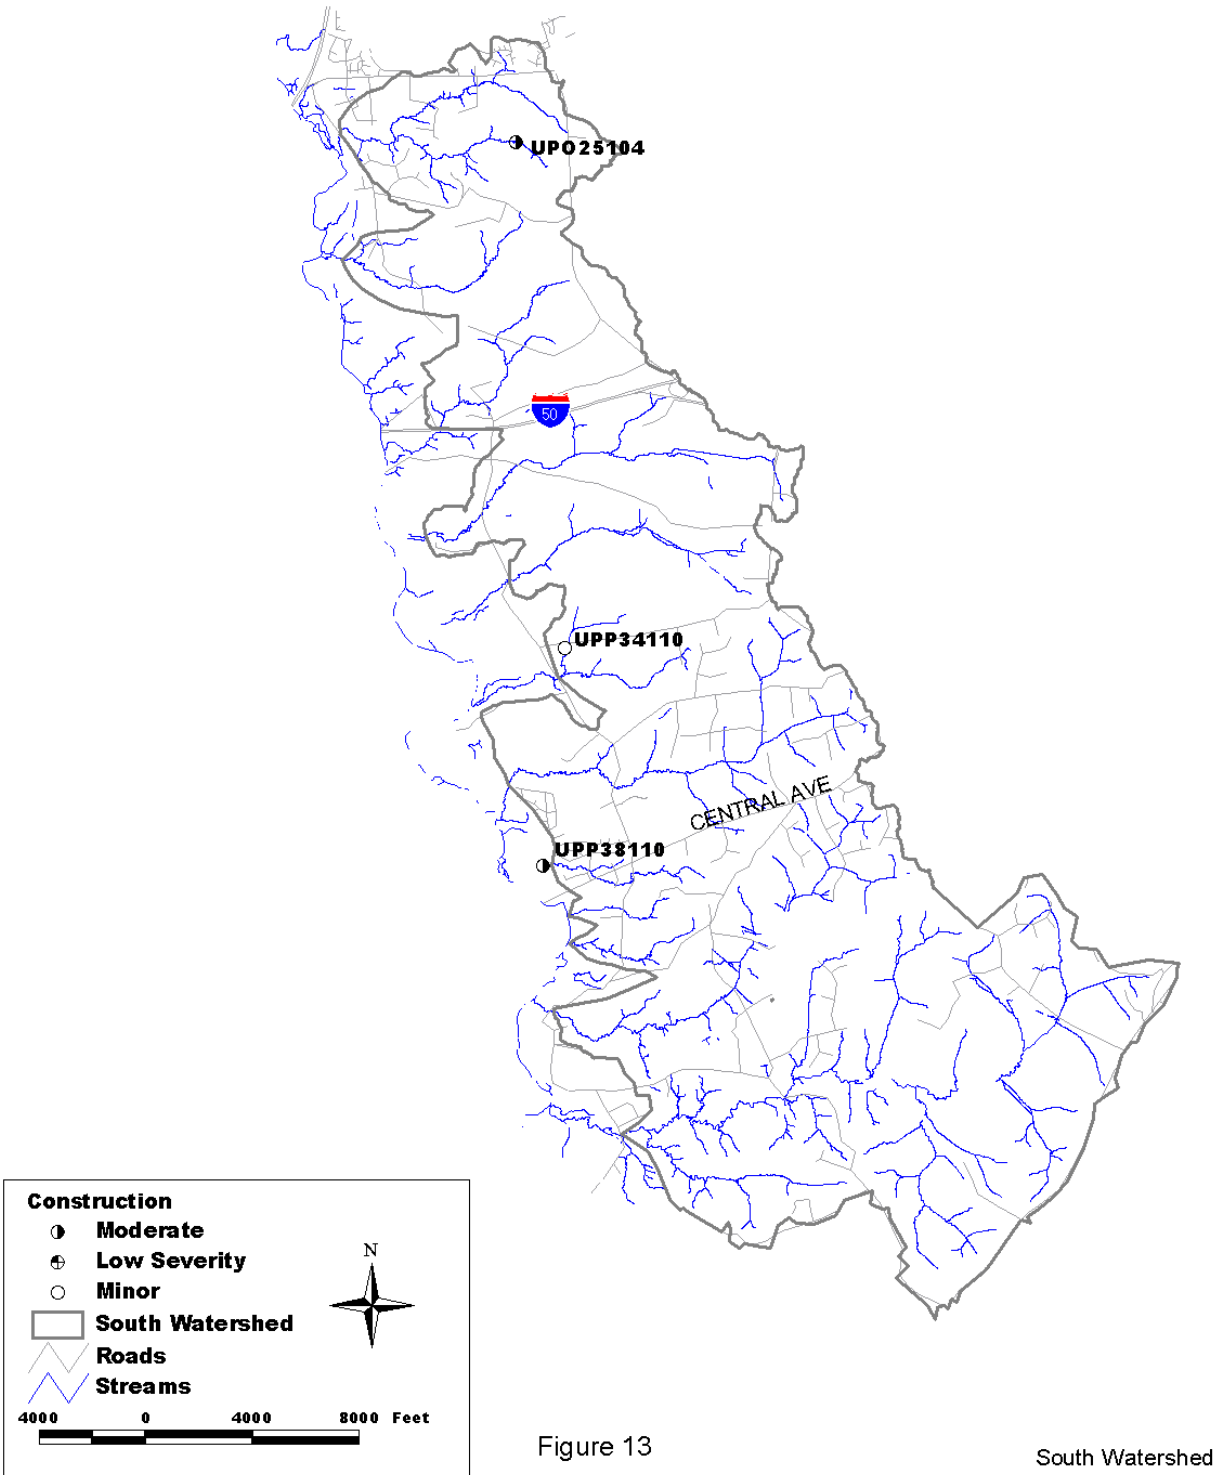 UPO25104
50
UPP34110
CENTRAL AVE
UPP38110
Construction
Moderate
Low Severity
Minor
South Watershed
Roads
Streams
N
4000 0 4000 8000 Feet
Figure 13
South Watershed